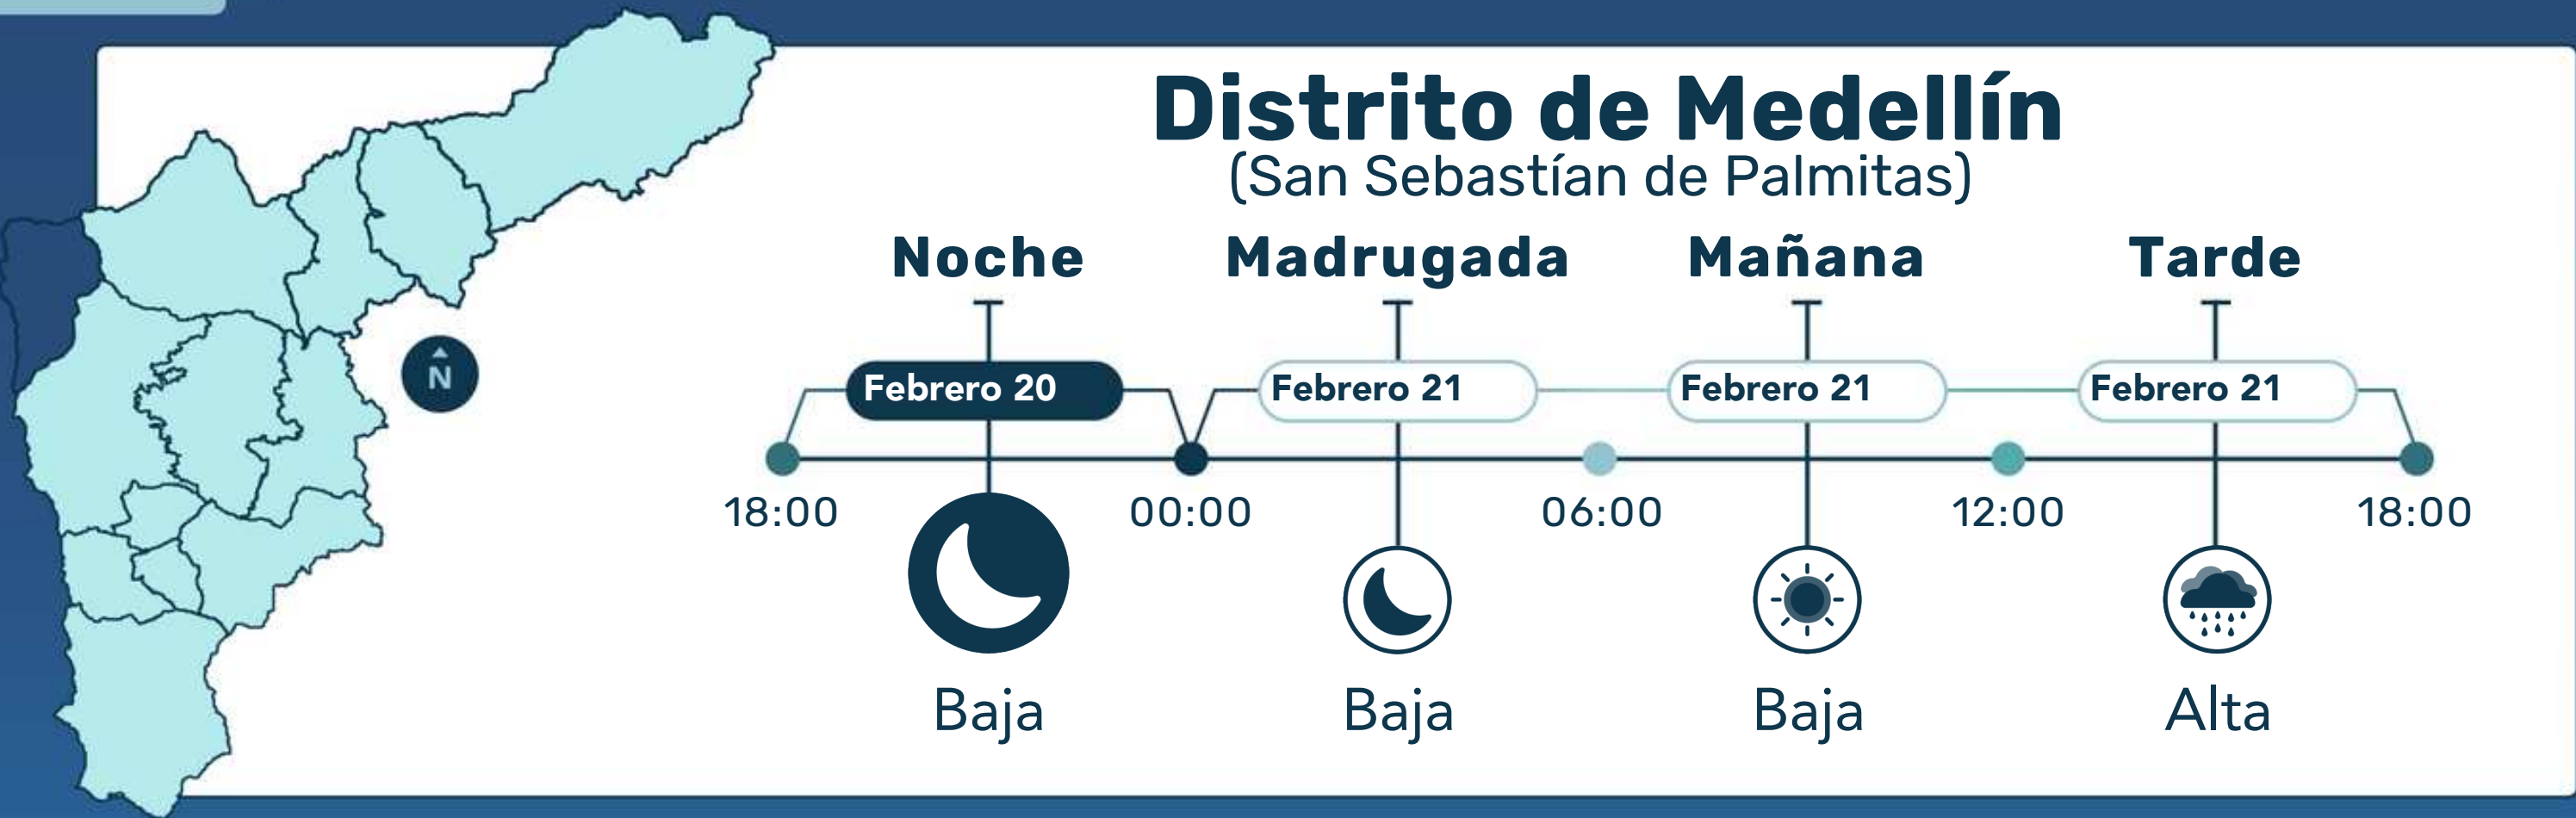 Distrito de Medellín
(San Sebastían de Palmitas)
Noche Madrugada Mañana Tarde
Febrero 20 Febrero 21 Febrero 21 Febrero 21
N
18:00 00:00 06:00 12:00 18:00
Baja Baja Baja Alta